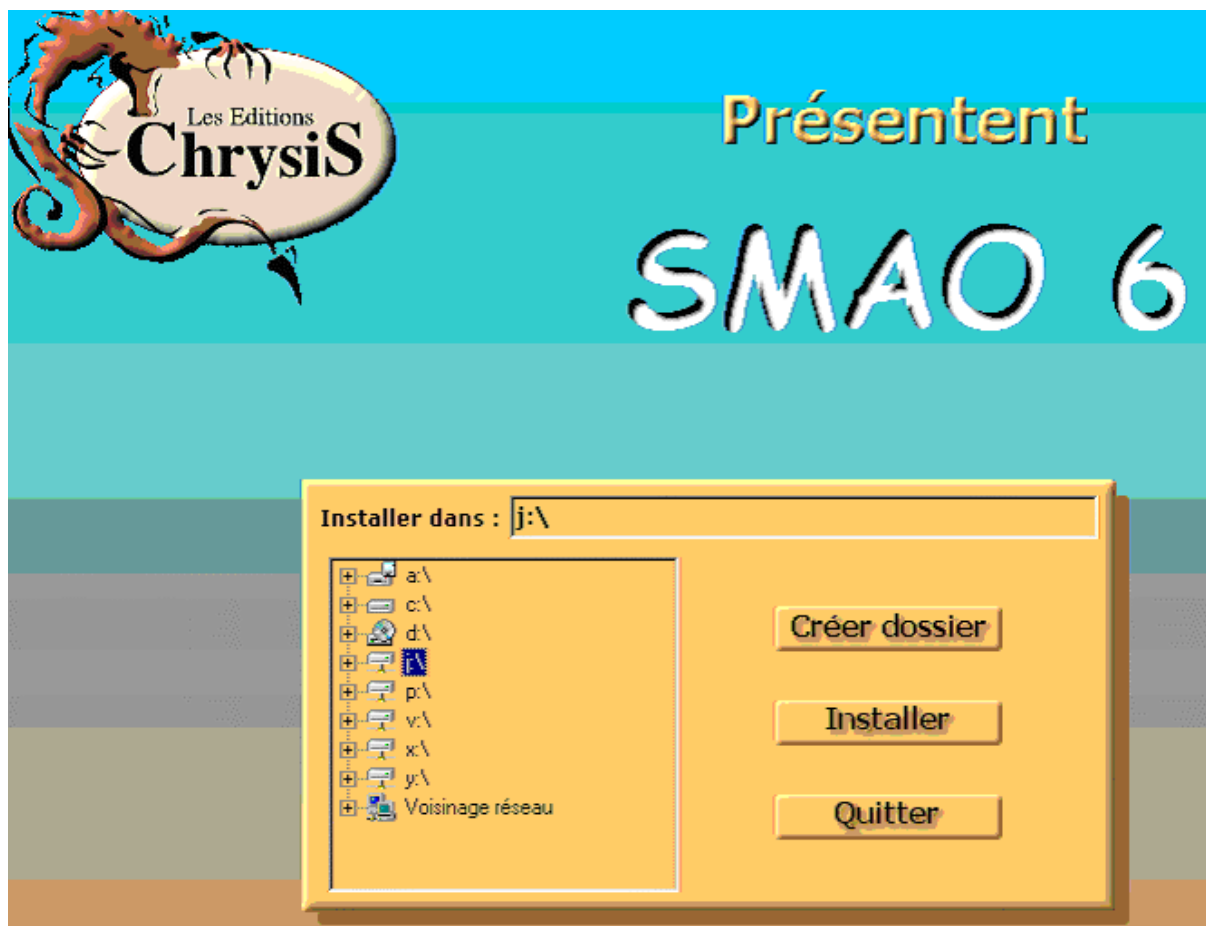 Les Editions
ChrysiS
Présentent
SMAO 6
Installer dans : j:\
a:\
c:\
d:\
j:\
p:\
v:\
x:\
y:\
Voisinage réseau
Créer dossier
Installer
Quitter